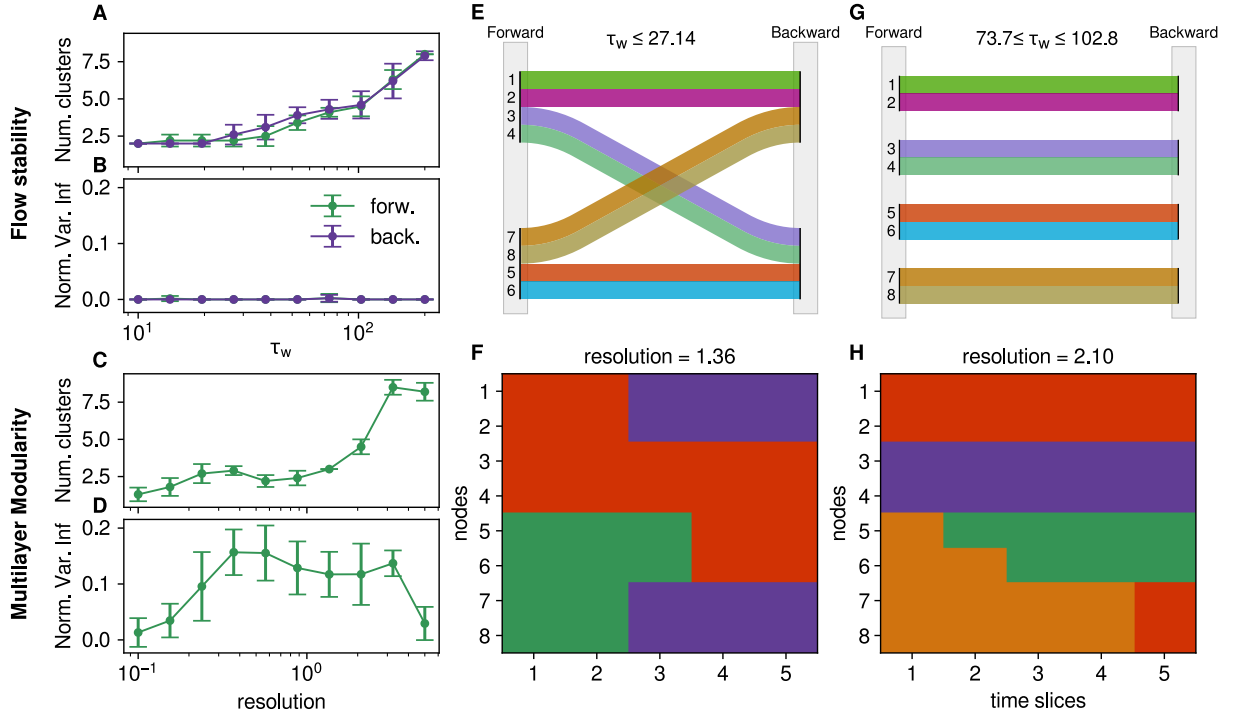 Flow stability
A
Num. clusters
7.5
5.0
2.5
B
Norm. Var. Inf
0.2
0.1
0.0
forw.
back.
10^1
10^2
τ_w
Multilayer Modularity
C
Num. clusters
7.5
5.0
2.5
D
Norm. Var. Inf
0.2
0.1
0.0
10^−1
10^0
resolution
E
Forward
τ_w ≤ 27.14
Backward
1
2
3
4
7
8
5
6
G
Forward
73.7≤ τ_w ≤ 102.8
Backward
1
2
3
4
5
6
7
8
F
resolution = 1.36
nodes
1
2
3
4
5
6
7
8
1 2 3 4 5
H
resolution = 2.10
nodes
1
2
3
4
5
6
7
8
1 2 3 4 5
time slices